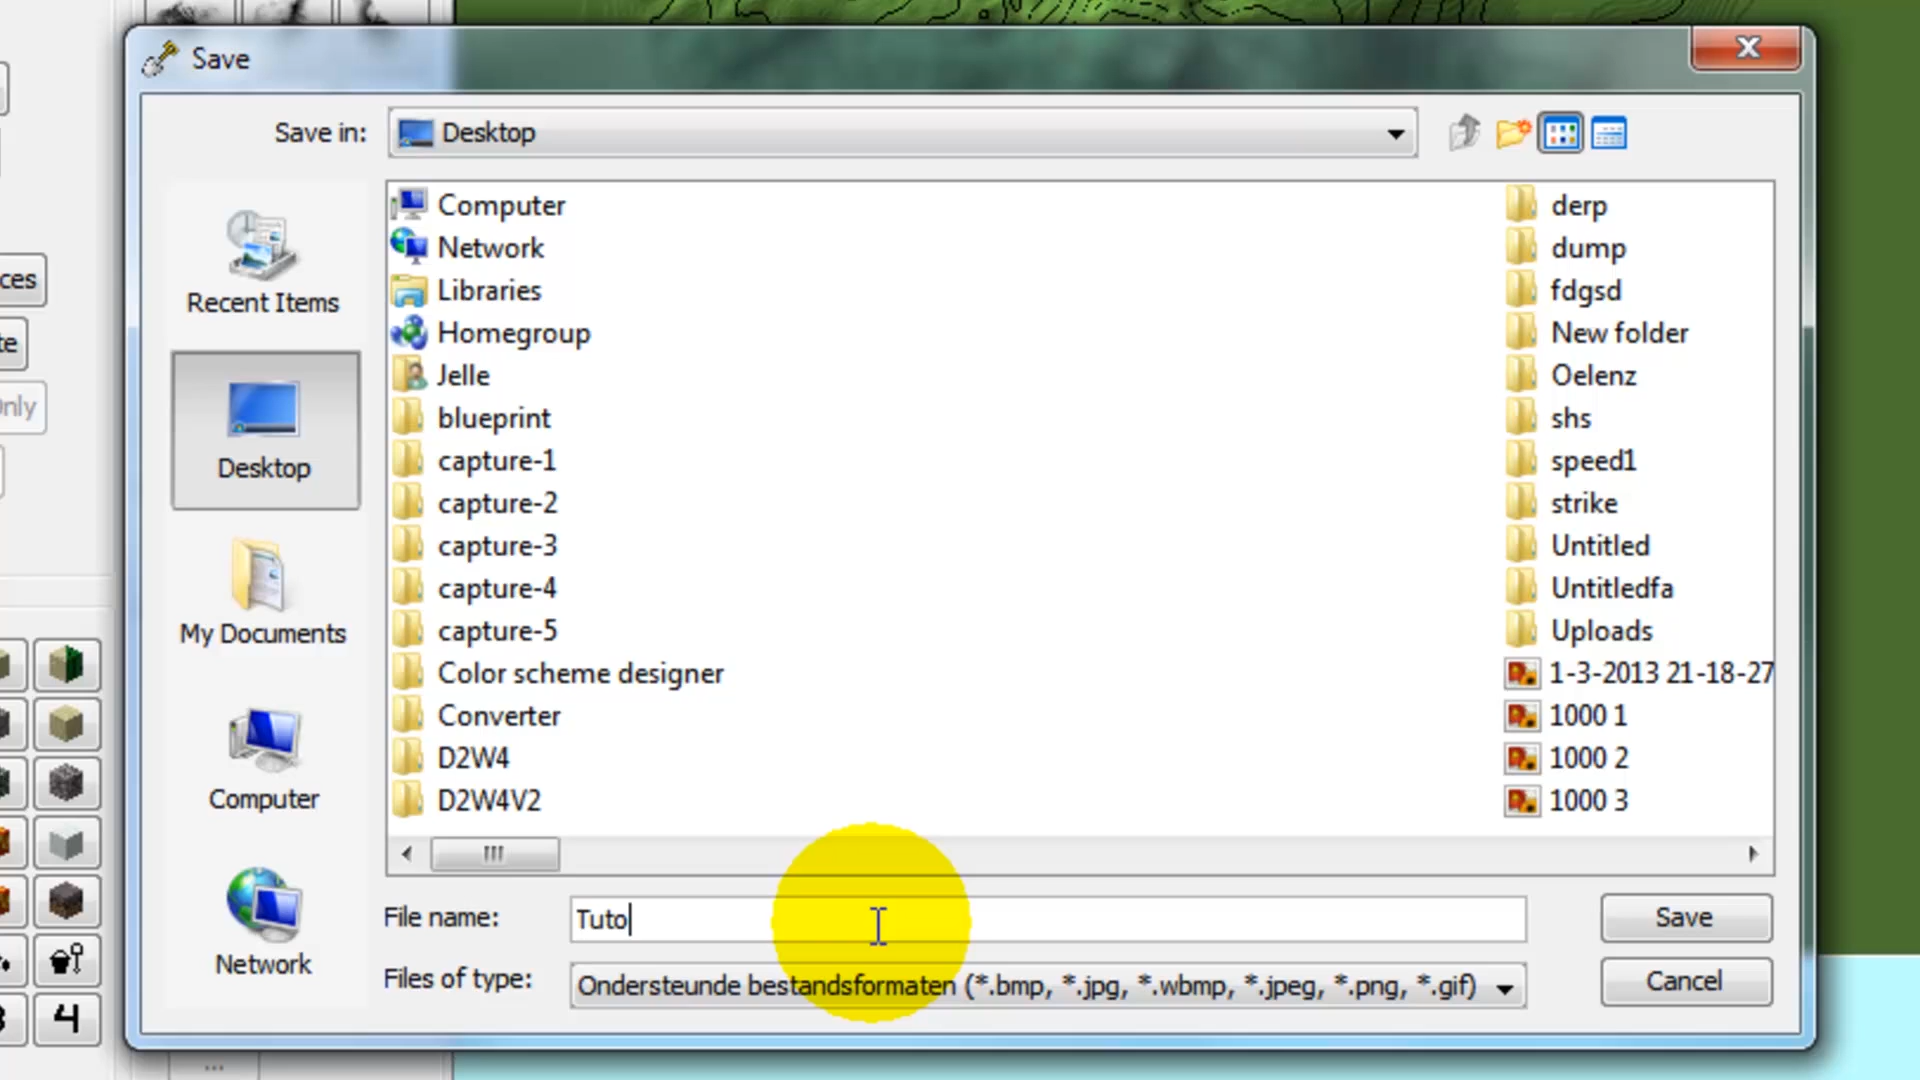 Save
Save in:
Desktop
Recent Items
Desktop
My Documents
Computer
Network
Computer
Network
Libraries
Homegroup
Jelle
blueprint
capture-1
capture-2
capture-3
capture-4
capture-5
Color scheme designer
Converter
D2W4
D2W4V2
derp
dump
fdgsd
New folder
Oelenz
shs
speed1
strike
Untitled
Untitledfa
Uploads
1-3-2013 21-18-27
1000 1
1000 2
1000 3
File name:
Tuto
Save
Files of type:
Ondersteunde bestandsformaten (*.bmp, *.jpg, *.wbmp, *.jpeg, *.png, *.gif)
Cancel
ces
te
Only
3
4
...